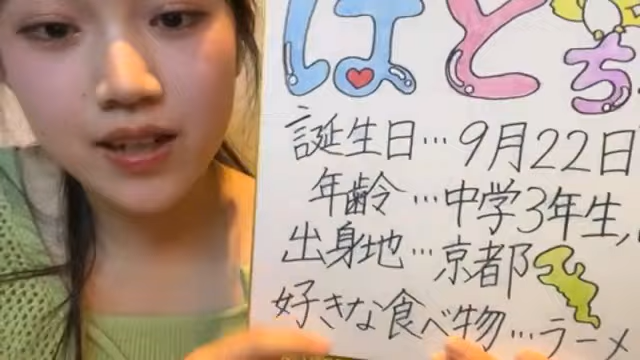 はとち
誕生日…9月22日
年齢…中学3年生,
出身地…京都
好きな食べ物…ラーメ